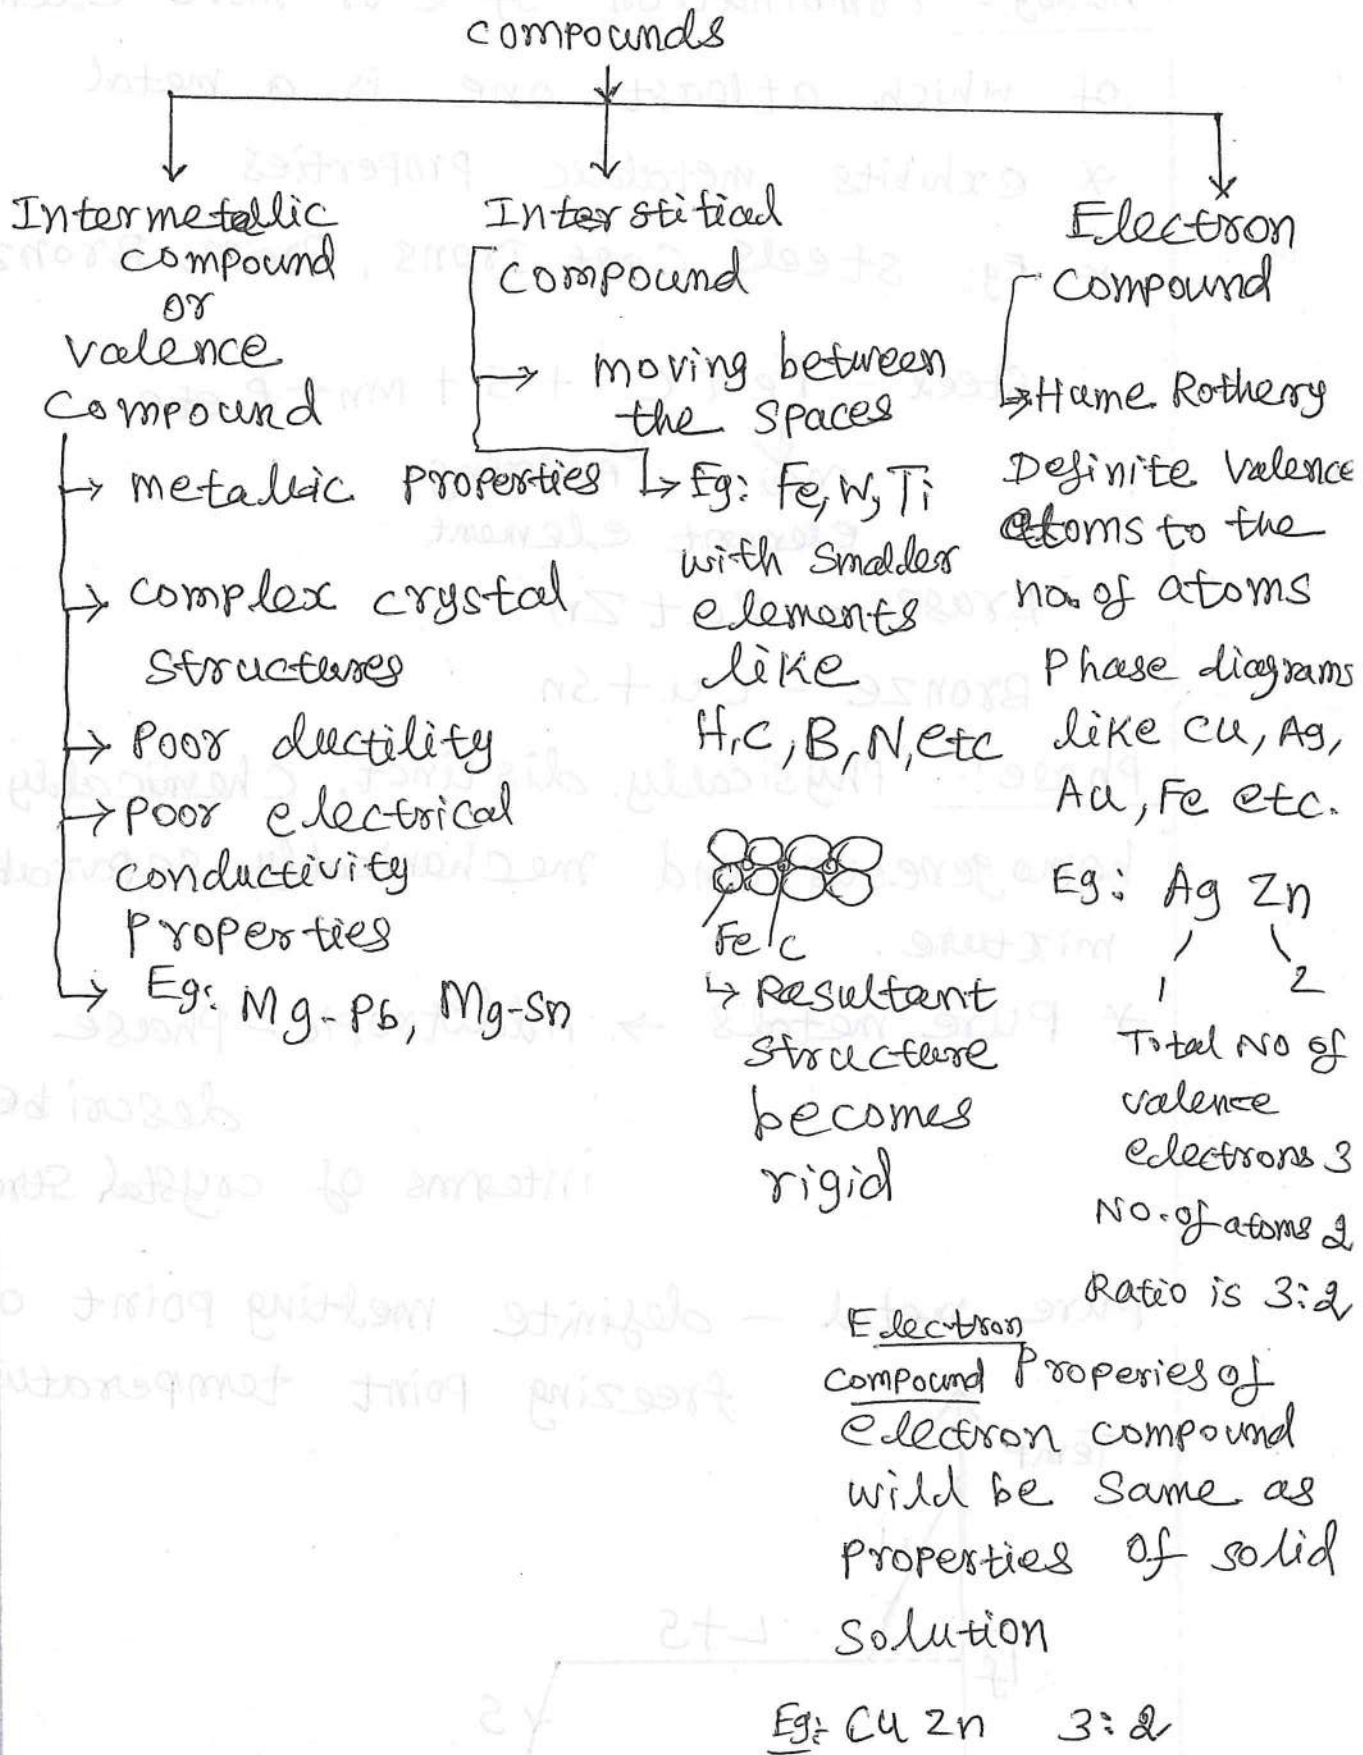 compounds
Intermetallic
compound
or
valence
compound
→ metallic properties
→ complex crystal
structures
→ Poor ductility
→ Poor electrical
conductivity
properties
→ Eg: Mg-Pb, Mg-Sn
Interstitial
compound
→ moving between
the spaces
↳ Eg: Fe, W, Ti
with smaller
elements
like
H, C, B, N, etc
Fe C
↳ Resultant
structure
becomes
rigid
Electron
compound
↳ Hume Rothery
Definite valence
atoms to the
no. of atoms
Phase diagrams
like Cu, Ag,
Au, Fe etc.
Eg: Ag Zn
1 2
Total No of
valence
electrons 3
No. of atoms 2
Ratio is 3:2
Electron
compound Properies of
electron compound
will be same as
properties of solid
solution
Eg: Cu Zn 3:2